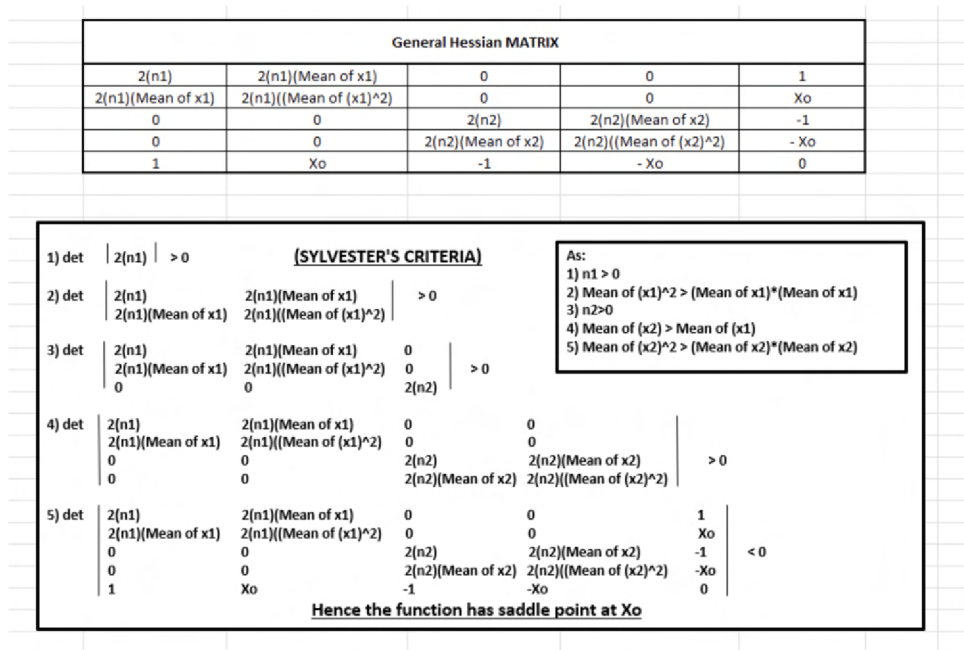 General Hessian MATRIX
2(n1) 2(n1)(Mean of x1) 0 0 1
2(n1)(Mean of x1) 2(n1)((Mean of (x1)^2) 0 0 Xo
0 0 2(n2) 2(n2)(Mean of x2) -1
0 0 2(n2)(Mean of x2) 2(n2)((Mean of (x2)^2) - Xo
1 Xo -1 - Xo 0
1) det 2(n1) > 0 (SYLVESTER'S CRITERIA)
2) det 2(n1) 2(n1)(Mean of x1) > 0
2(n1)(Mean of x1) 2(n1)((Mean of (x1)^2)
3) det 2(n1) 2(n1)(Mean of x1) 0
2(n1)(Mean of x1) 2(n1)((Mean of (x1)^2) 0 > 0
0 0 2(n2)
As:
1) n1 > 0
2) Mean of (x1)^2 > (Mean of x1)*(Mean of x1)
3) n2>0
4) Mean of (x2) > Mean of (x1)
5) Mean of (x2)^2 > (Mean of x2)*(Mean of x2)
4) det 2(n1) 2(n1)(Mean of x1) 0 0
2(n1)(Mean of x1) 2(n1)((Mean of (x1)^2) 0 0
0 0 2(n2) 2(n2)(Mean of x2) > 0
0 0 2(n2)(Mean of x2) 2(n2)((Mean of (x2)^2)
5) det 2(n1) 2(n1)(Mean of x1) 0 0 1
2(n1)(Mean of x1) 2(n1)((Mean of (x1)^2) 0 0 Xo
0 0 2(n2) 2(n2)(Mean of x2) -1 < 0
0 0 2(n2)(Mean of x2) 2(n2)((Mean of (x2)^2) -Xo
1 Xo -1 -Xo 0
Hence the function has saddle point at Xo